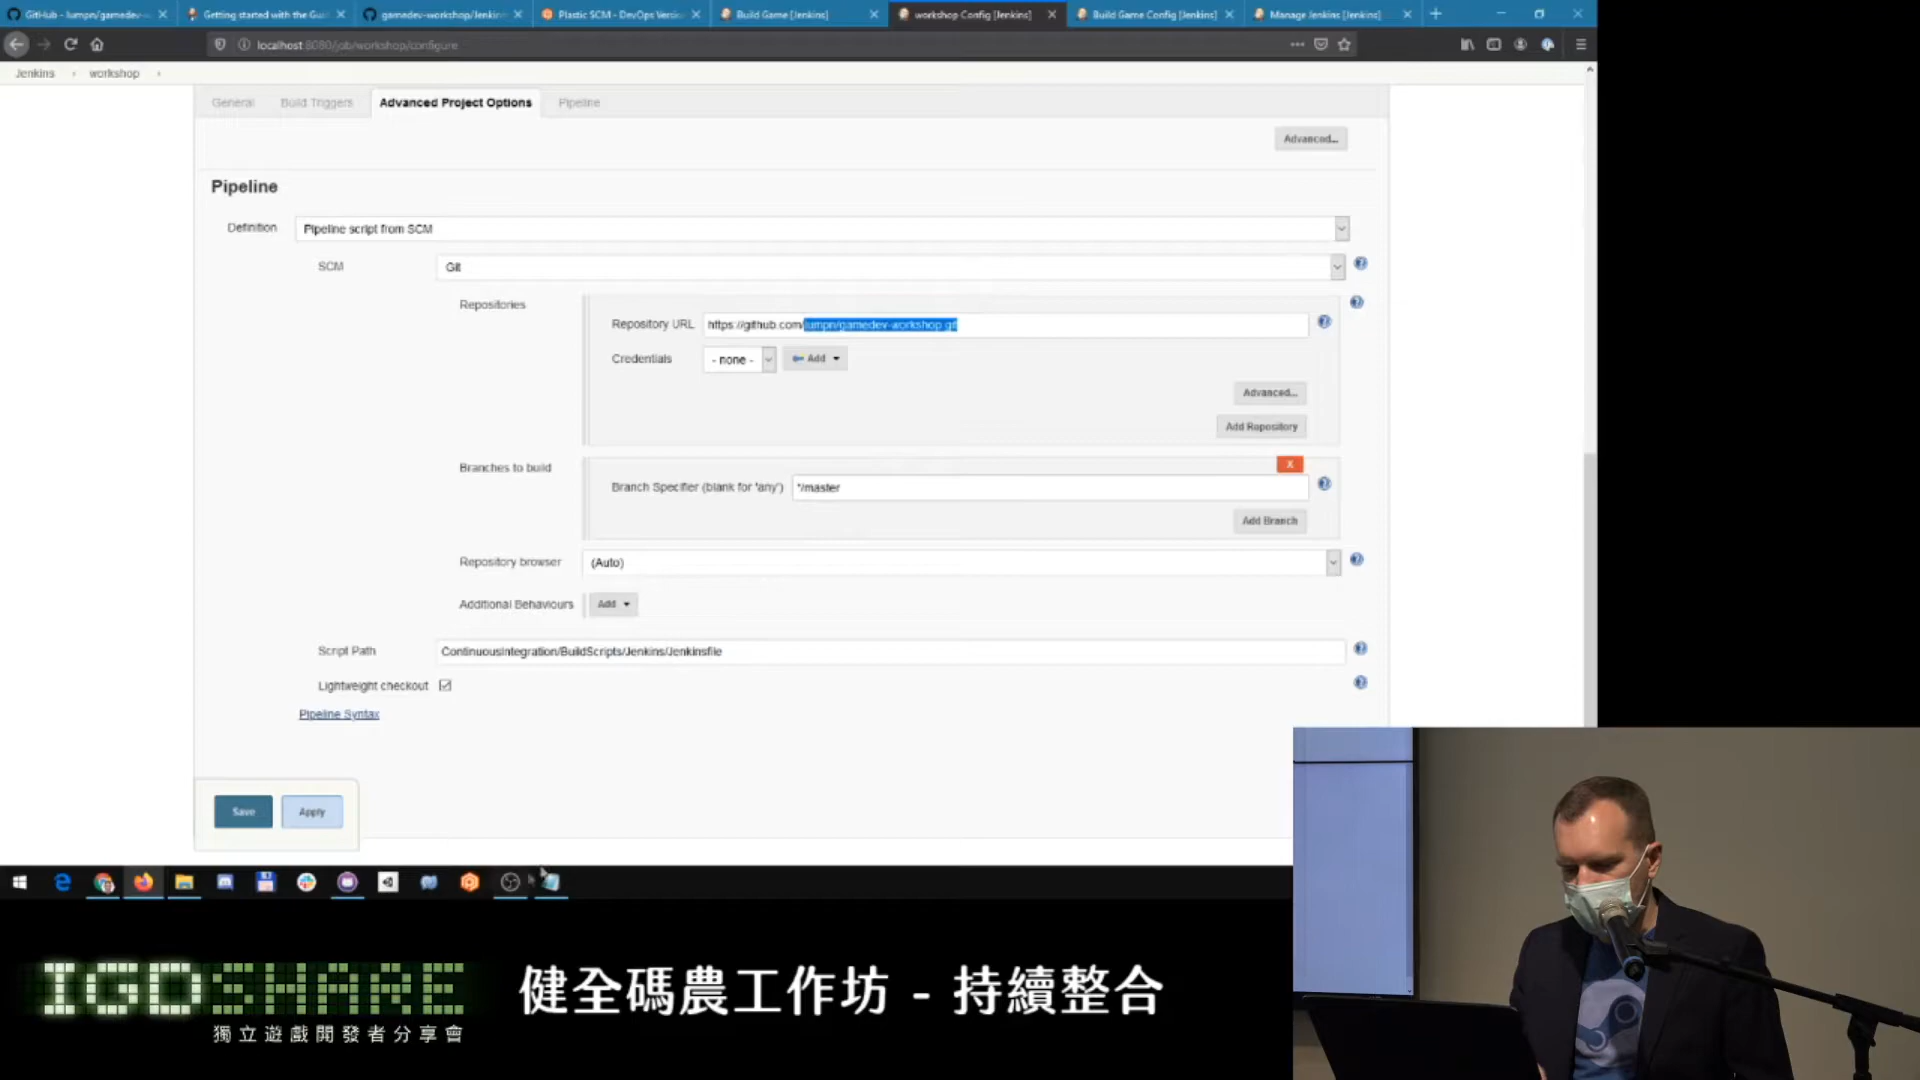 GitHub - lumpn/gamedev-
Getting started with the Gui
gamedev-workshop/Jenkin
Plastic SCM - DevOps Versio
Build Game [Jenkins]
workshop Config [Jenkins]
Build Game Config [Jenkins]
Manage Jenkins [Jenkins]
localhost:8080/job/workshop/configure
Jenkins
workshop
General
Build Triggers
Advanced Project Options
Pipeline
Advanced...
Pipeline
Definition
Pipeline script from SCM
SCM
Git
Repositories
Repository URL
https://github.com/lumpn/gamedev-workshop.git
Credentials
- none -
Add
Advanced...
Add Repository
Branches to build
X
Branch Specifier (blank for 'any')
*/master
Add Branch
Repository browser
(Auto)
Additional Behaviours
Add
Script Path
ContinuousIntegration/BuildScripts/Jenkins/Jenkinsfile
Lightweight checkout
Pipeline Syntax
Save
Apply
IGDSHARE
獨立遊戲開發者分享會
健全碼農工作坊 - 持續整合